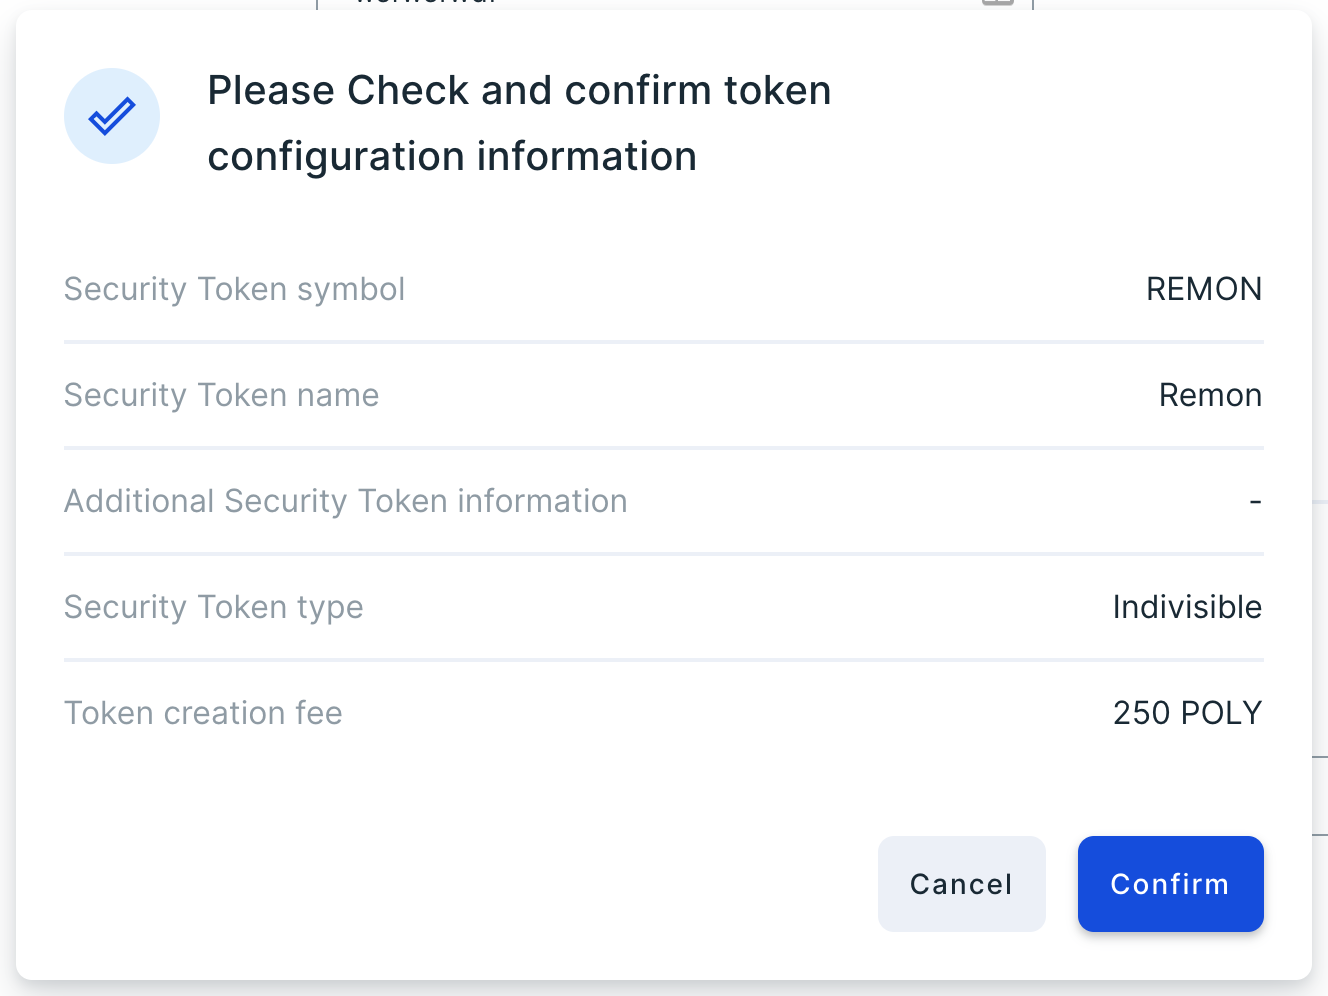 Please Check and confirm token
configuration information
Security Token symbol REMON
Security Token name Remon
Additional Security Token information -
Security Token type Indivisible
Token creation fee 250 POLY
Cancel Confirm